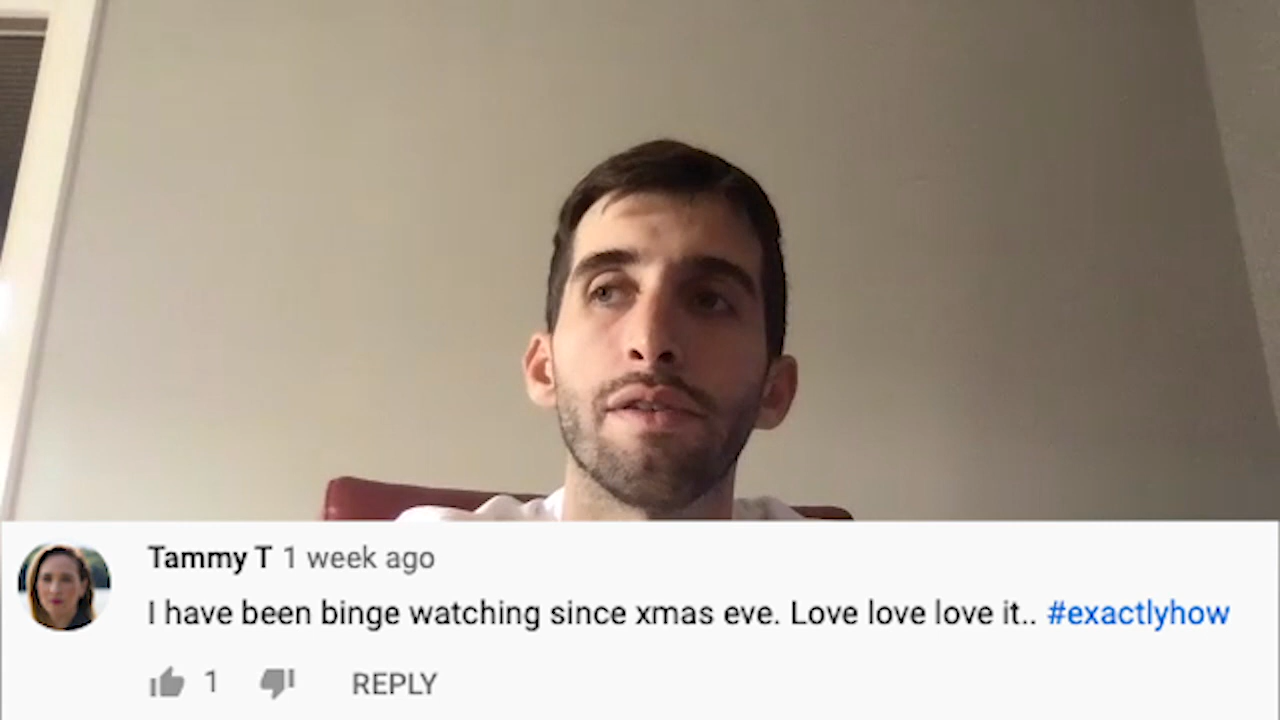 Tammy T 1 week ago
I have been binge watching since xmas eve. Love love love it.. #exactlyhow
1 REPLY